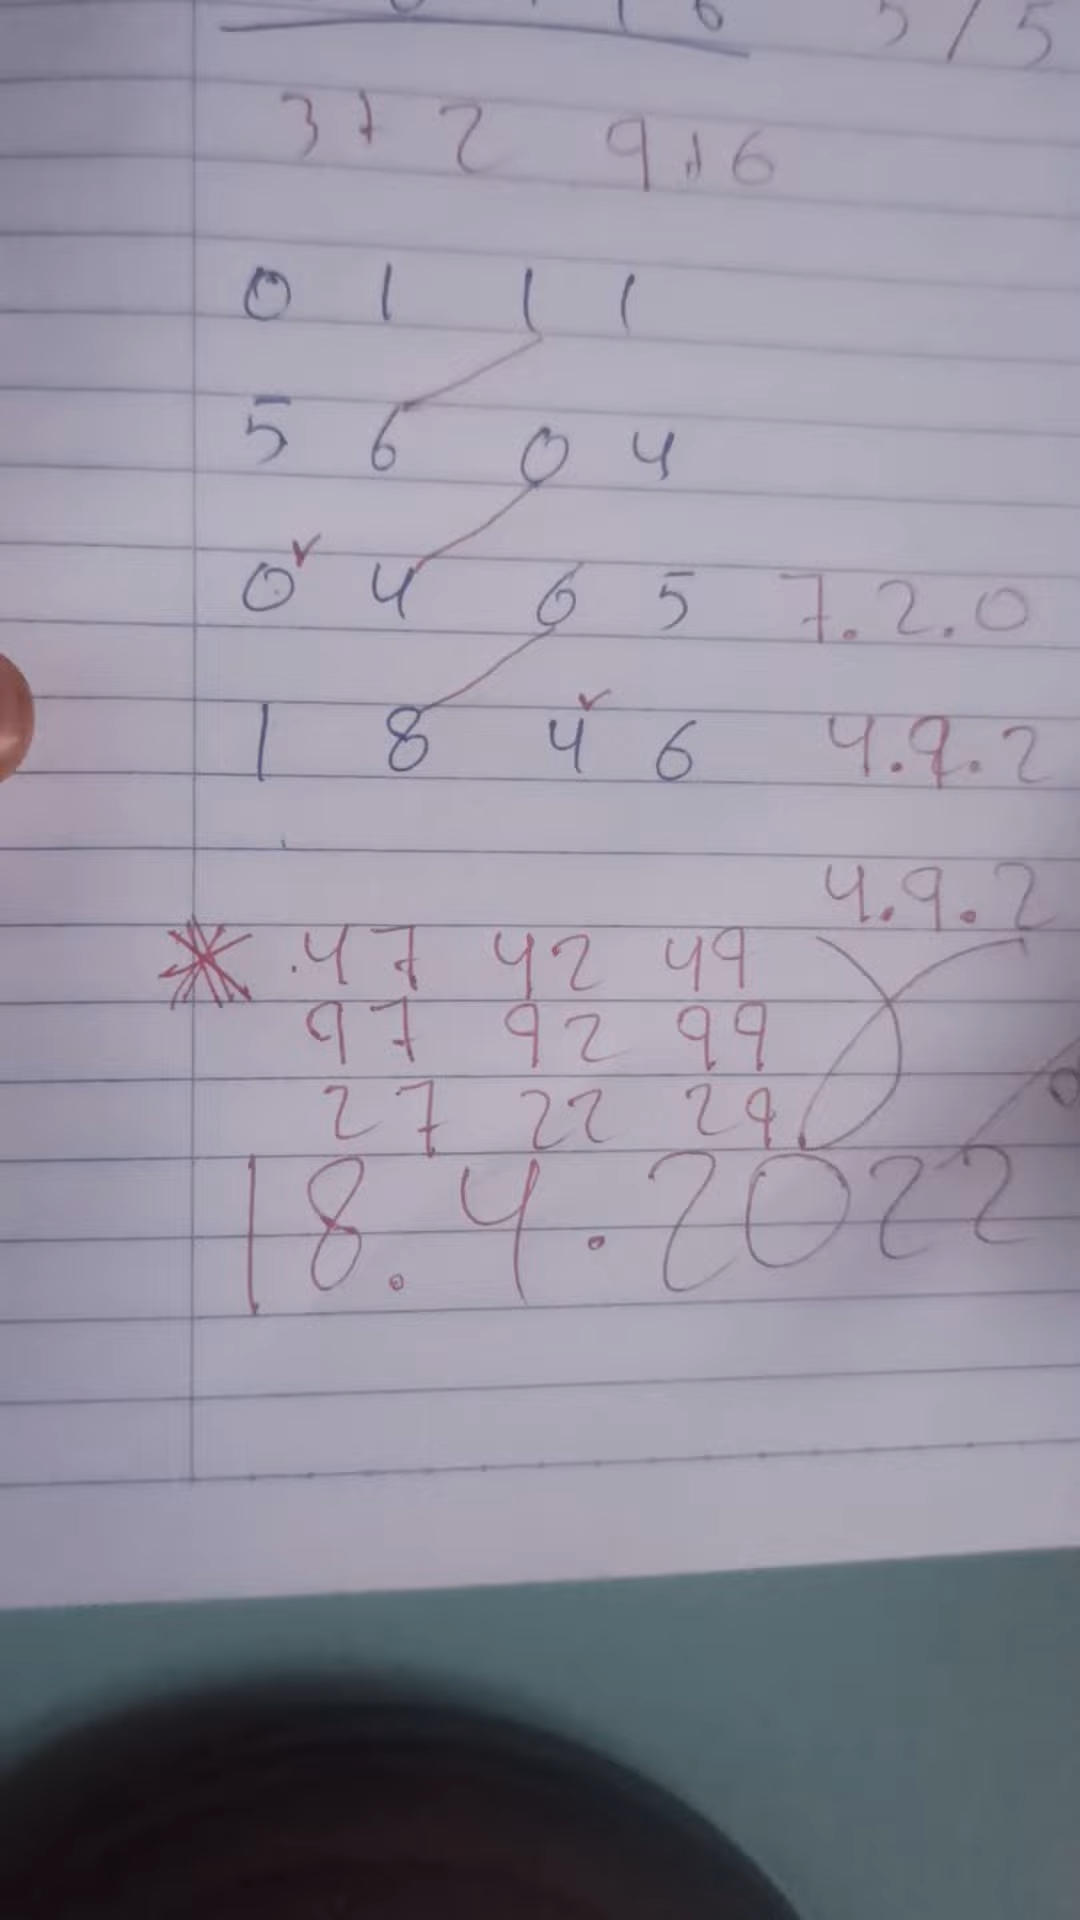 5/5
3+2 9+6
0 1 1 1
5 6 0 4
0 4 6 5 7.2.0
1 8 4 6 4.9.2
4.9.2
.47 42 49
97 92 99
27 22 29
18.4.2022